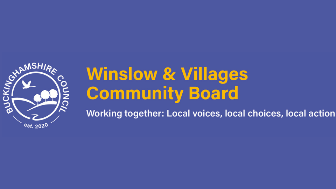 BUCKINGHAMSHIRE COUNCIL
est. 2020
Winslow & Villages
Community Board
Working together: Local voices, local choices, local action